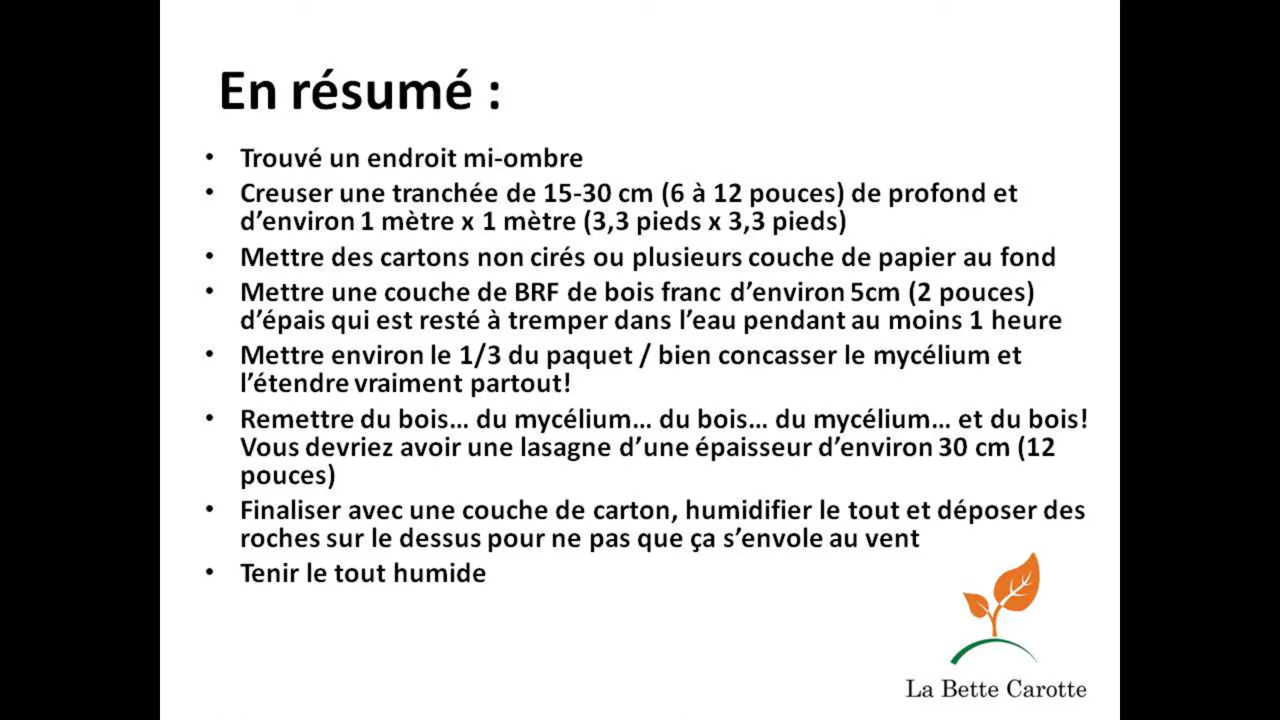 En résumé :
• Trouvé un endroit mi-ombre
• Creuser une tranchée de 15-30 cm (6 à 12 pouces) de profond et
d’environ 1 mètre x 1 mètre (3,3 pieds x 3,3 pieds)
• Mettre des cartons non cirés ou plusieurs couche de papier au fond
• Mettre une couche de BRF de bois franc d’environ 5cm (2 pouces)
d’épais qui est resté à tremper dans l’eau pendant au moins 1 heure
• Mettre environ le 1/3 du paquet / bien concasser le mycélium et
l’étendre vraiment partout!
• Remettre du bois… du mycélium… du bois… du mycélium… et du bois!
Vous devriez avoir une lasagne d’une épaisseur d’environ 30 cm (12
pouces)
• Finaliser avec une couche de carton, humidifier le tout et déposer des
roches sur le dessus pour ne pas que ça s’envole au vent
• Tenir le tout humide
La Bette Carotte